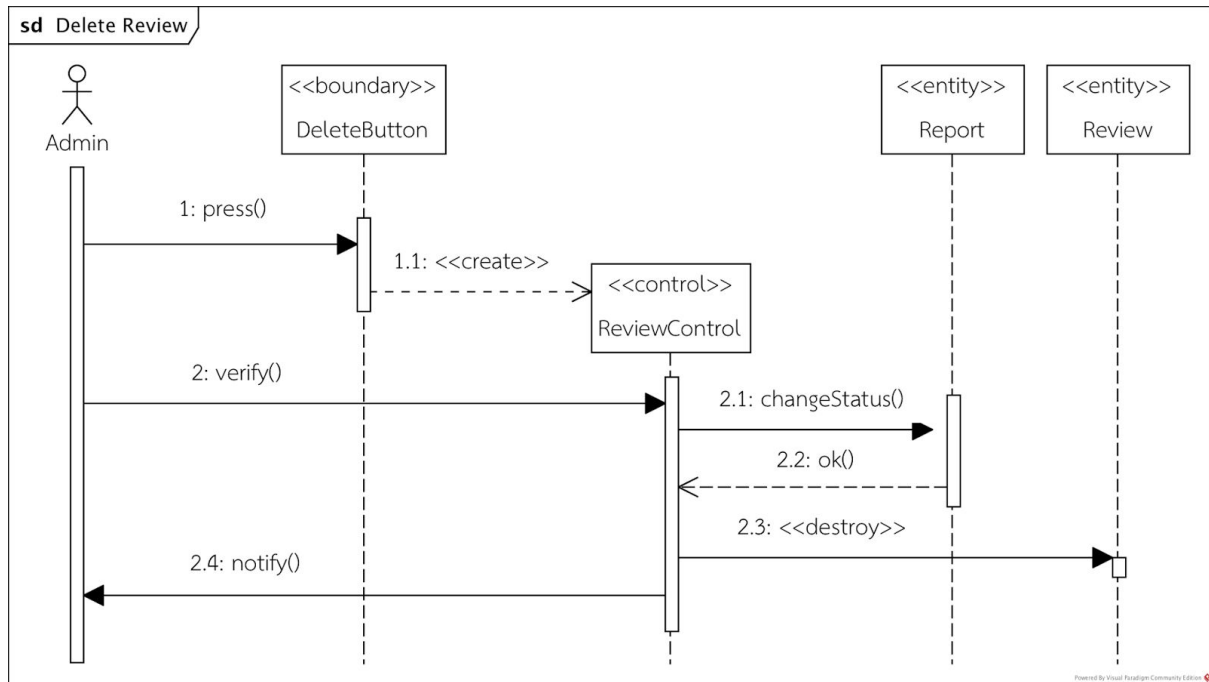 sd Delete Review
Admin
<<boundary>>
DeleteButton
<<entity>>
Report
<<entity>>
Review
1: press()
1.1: <<create>>
<<control>>
ReviewControl
2: verify()
2.1: changeStatus()
2.2: ok()
2.3: <<destroy>>
2.4: notify()
Powered By Visual Paradigm Community Edition